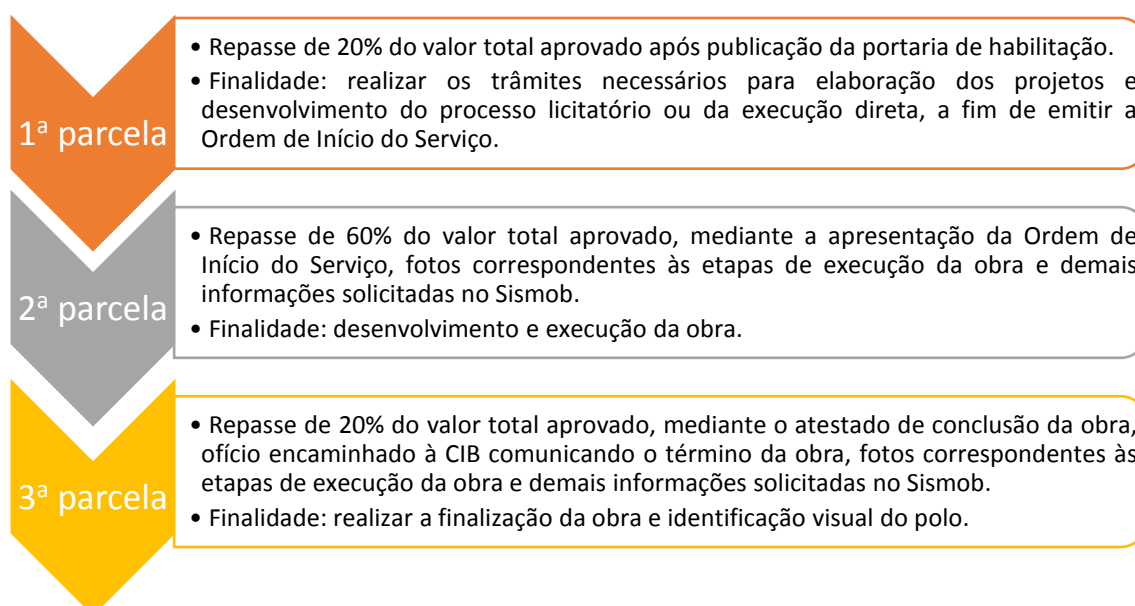 1ª parcela
• Repasse de 20% do valor total aprovado após publicação da portaria de habilitação.
• Finalidade: realizar os trâmites necessários para elaboração dos projetos e
desenvolvimento do processo licitatório ou da execução direta, a fim de emitir a
Ordem de Início do Serviço.
2ª parcela
• Repasse de 60% do valor total aprovado, mediante a apresentação da Ordem de
Início do Serviço, fotos correspondentes às etapas de execução da obra e demais
informações solicitadas no Sismob.
• Finalidade: desenvolvimento e execução da obra.
3ª parcela
• Repasse de 20% do valor total aprovado, mediante o atestado de conclusão da obra,
ofício encaminhado à CIB comunicando o término da obra, fotos correspondentes às
etapas de execução da obra e demais informações solicitadas no Sismob.
• Finalidade: realizar a finalização da obra e identificação visual do polo.